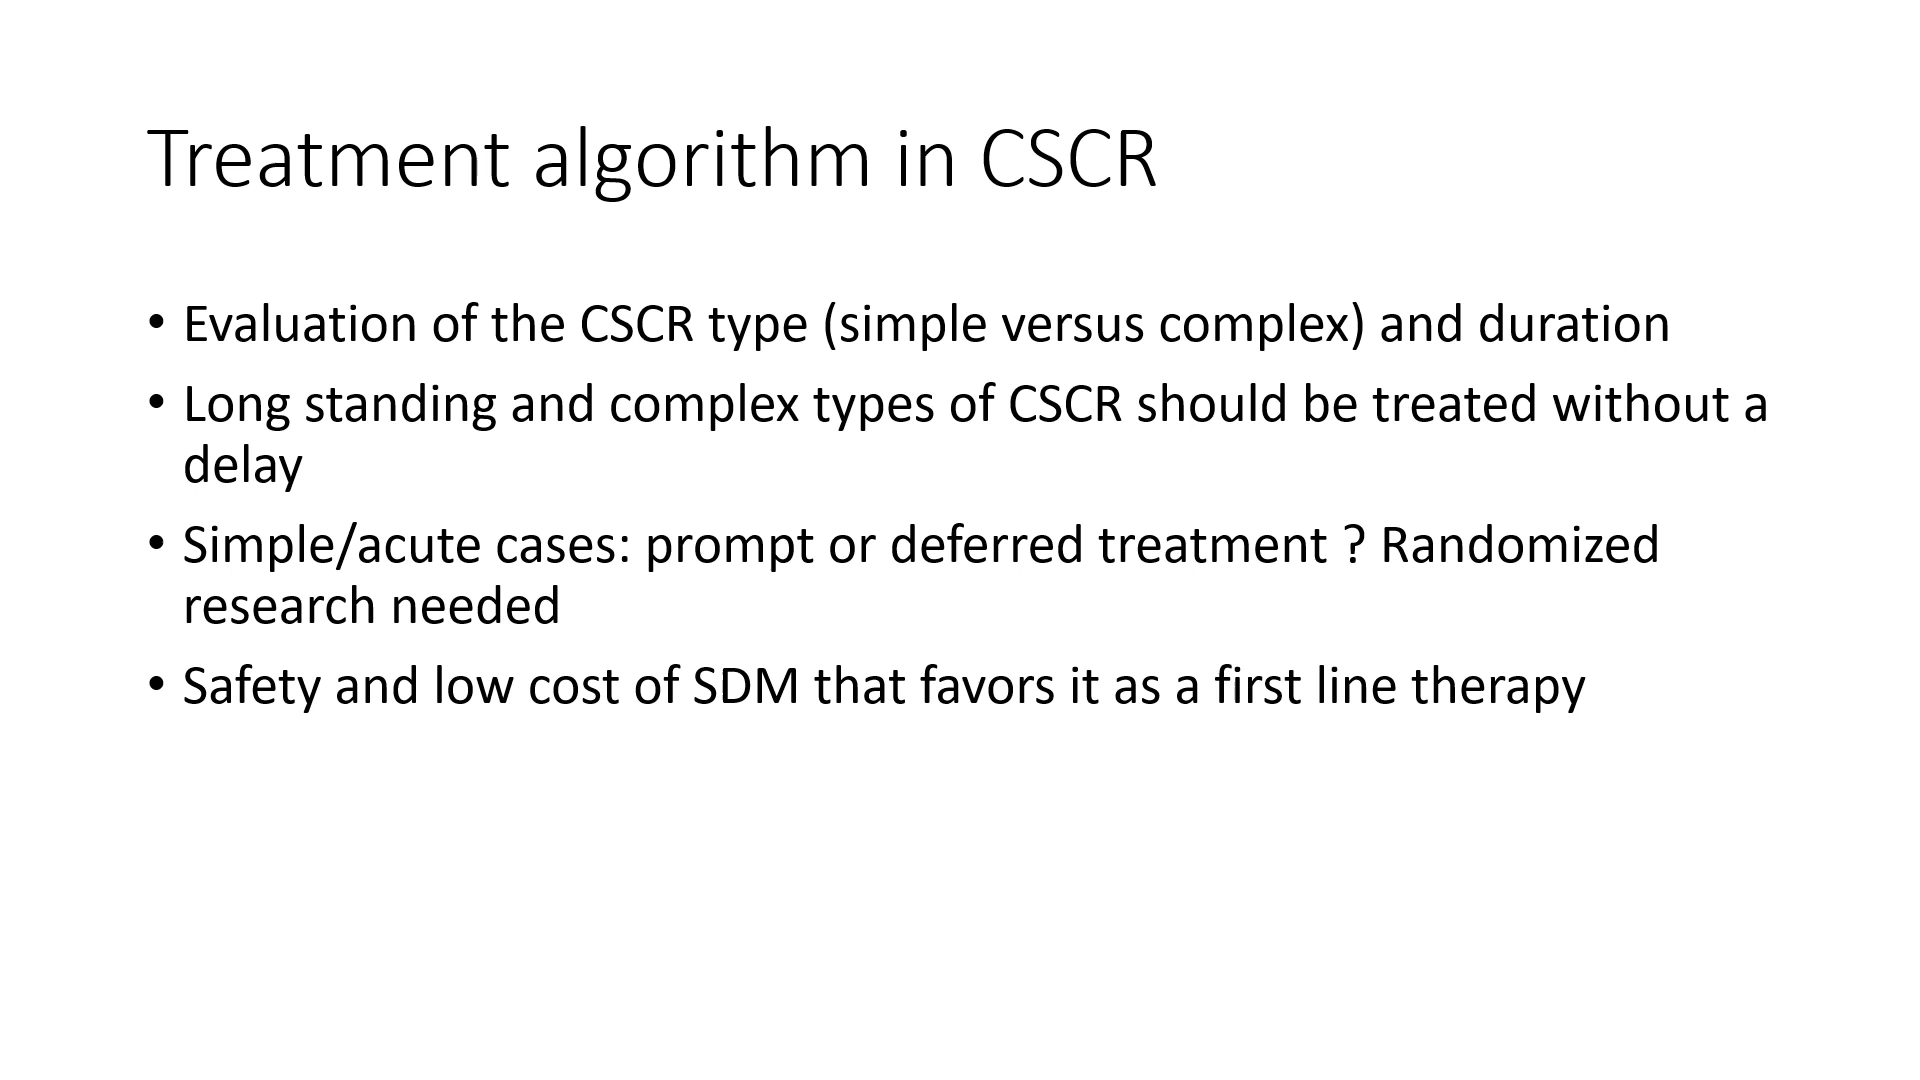 Treatment algorithm in CSCR
• Evaluation of the CSCR type (simple versus complex) and duration
• Long standing and complex types of CSCR should be treated without a
delay
• Simple/acute cases: prompt or deferred treatment ? Randomized
research needed
• Safety and low cost of SDM that favors it as a first line therapy